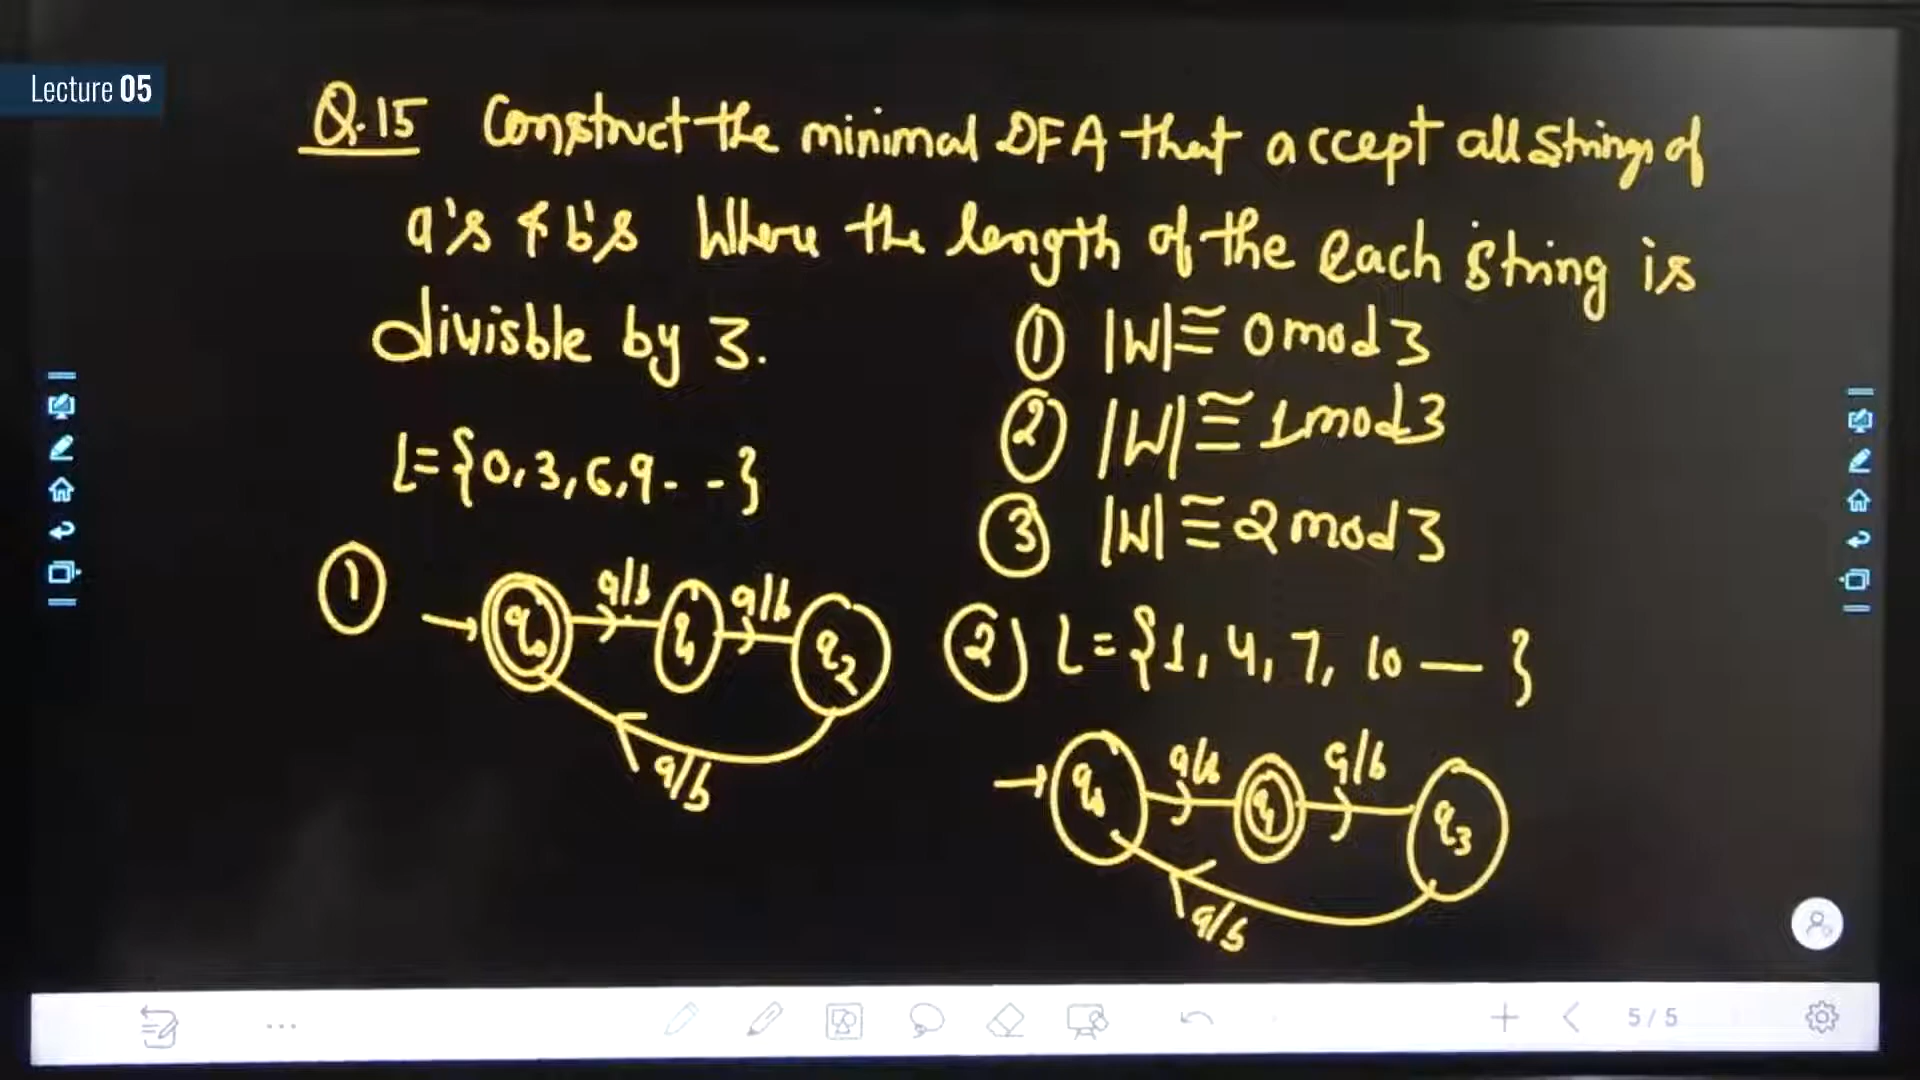 Lecture 05
Q.15 Construct the minimal DFA that accept all strings of
a's & b's Where the length of the each string is
divisble by 3.
① |W| ≅ 0 mod 3
② |W| ≅ 1 mod 3
③ |W| ≅ 2 mod 3
L={0,3,6,9--}
①
q0 a/b q1 a/b q2
a/b
② L={1, 4, 7, 10 — }
a/b q1 a/b q3
a/b
5/5